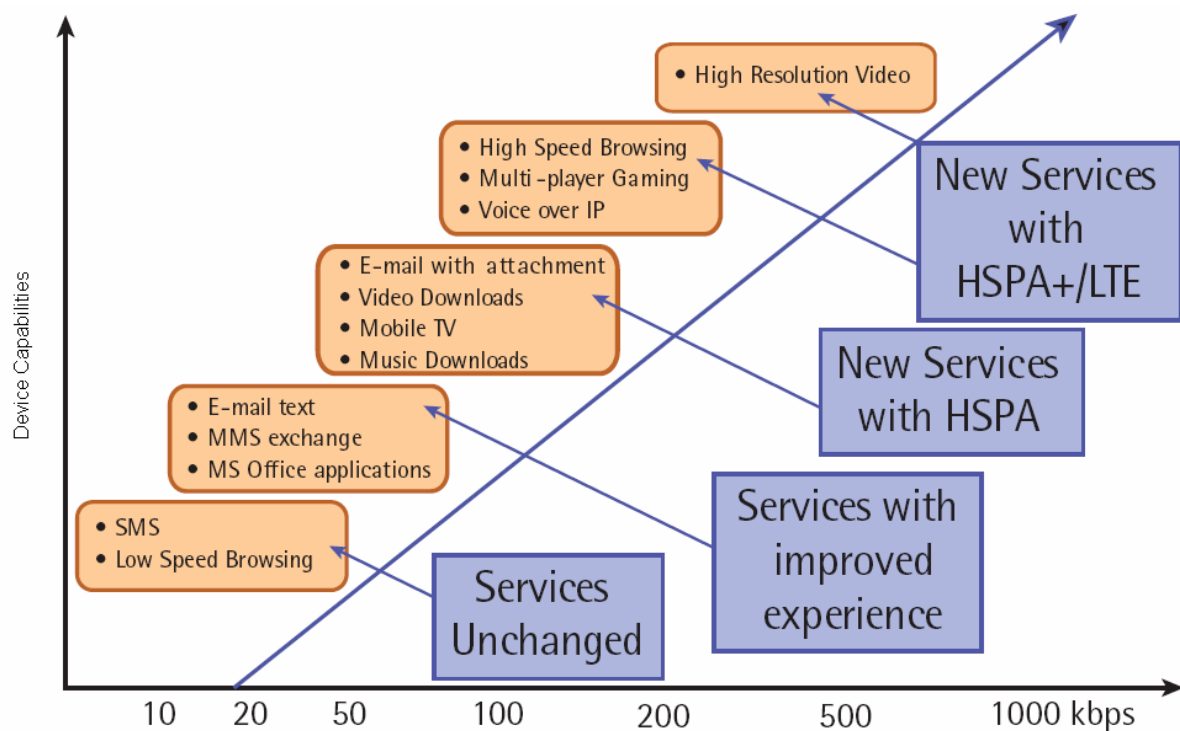 Device Capabilities
• High Resolution Video
• High Speed Browsing
• Multi-player Gaming
• Voice over IP
• E-mail with attachment
• Video Downloads
• Mobile TV
• Music Downloads
• E-mail text
• MMS exchange
• MS Office applications
• SMS
• Low Speed Browsing
New Services
with
HSPA+/LTE
New Services
with HSPA
Services with
improved
experience
Services
Unchanged
10 20 50 100 200 500 1000 kbps